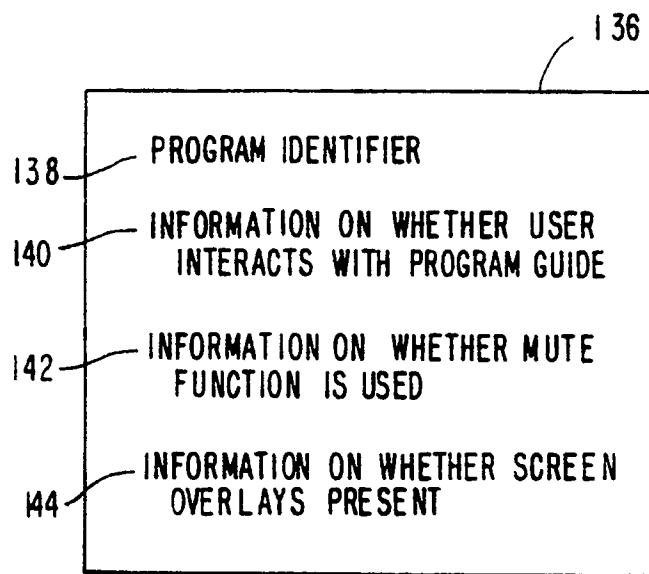 136
138 PROGRAM IDENTIFIER
140 INFORMATION ON WHETHER USER
INTERACTS WITH PROGRAM GUIDE
142 INFORMATION ON WHETHER MUTE
FUNCTION IS USED
144 INFORMATION ON WHETHER SCREEN
OVERLAYS PRESENT